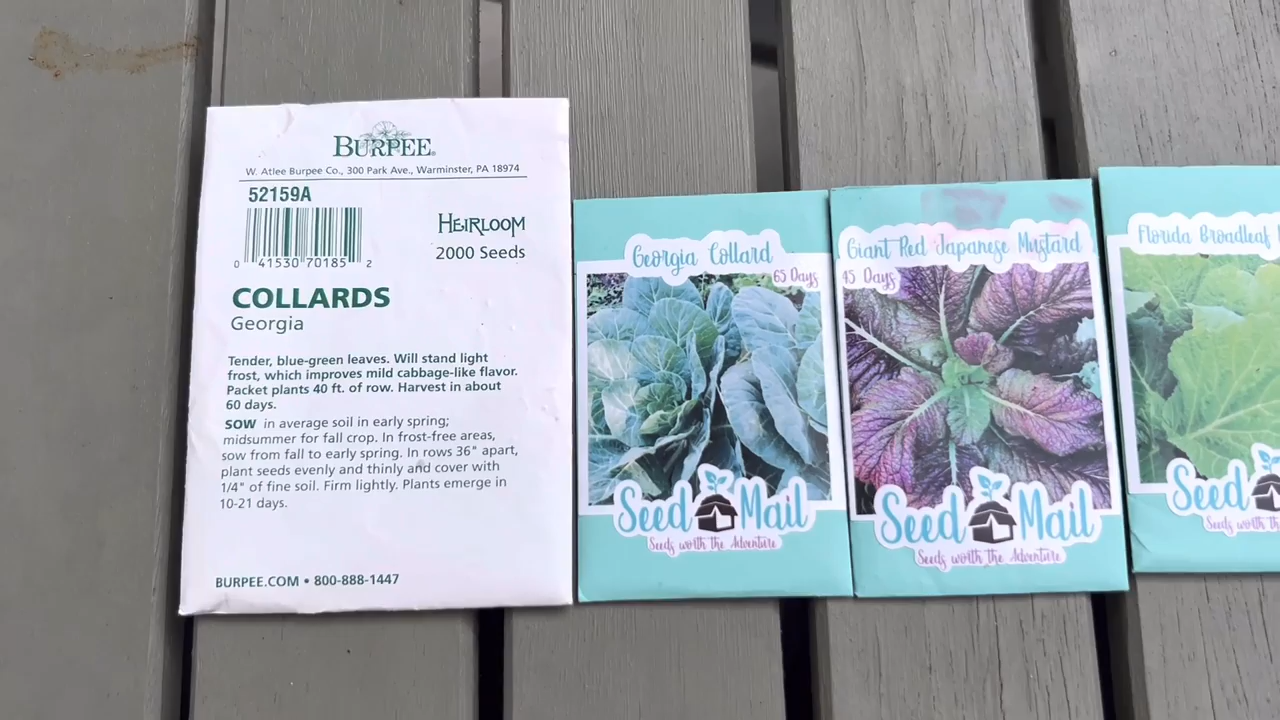 BURPEE
W. Atlee Burpee Co., 300 Park Ave., Warminster, PA 18974
52159A
0 41530 70185 2
HEIRLOOM
2000 Seeds
COLLARDS
Georgia
Tender, blue-green leaves. Will stand light
frost, which improves mild cabbage-like flavor.
Packet plants 40 ft. of row. Harvest in about
60 days.
SOW in average soil in early spring;
midsummer for fall crop. In frost-free areas,
sow from fall to early spring. In rows 36" apart,
plant seeds evenly and thinly and cover with
1/4" of fine soil. Firm lightly. Plants emerge in
10-21 days.
BURPEE.COM • 800-888-1447
Georgia Collard
65 Days
Seed Mail
Seeds worth the Adventure
Giant Red Japanese Mustard
45 Days
Seed Mail
Seeds worth the Adventure
Florida Broadleaf
Seed
Seeds worth